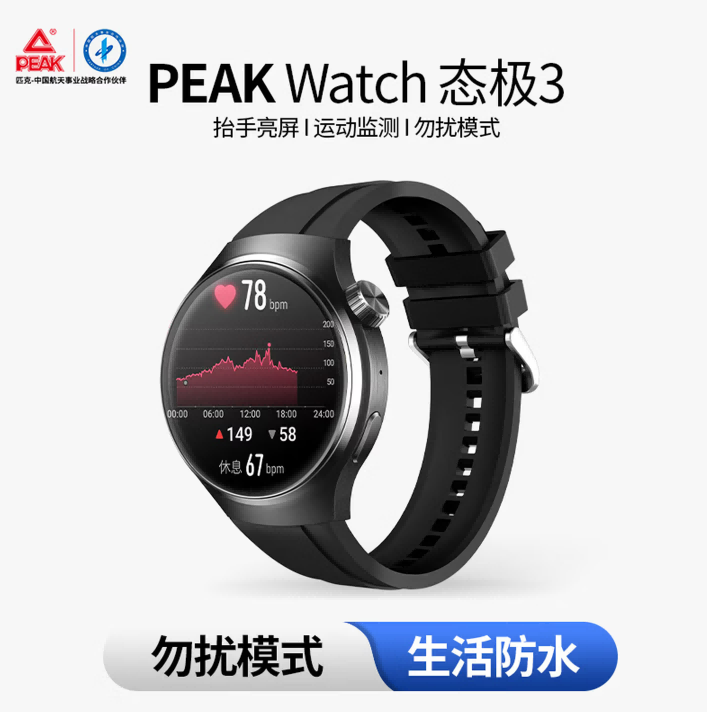 PEAK®
匹克-中国航天事业战略合作伙伴
PEAK Watch 态极3
抬手亮屏 | 运动监测 | 勿扰模式
78 bpm
200
150
100
50
00:00 06:00 12:00 18:00 24:00
▲149 ▼58
休息 67 bpm
勿扰模式 生活防水